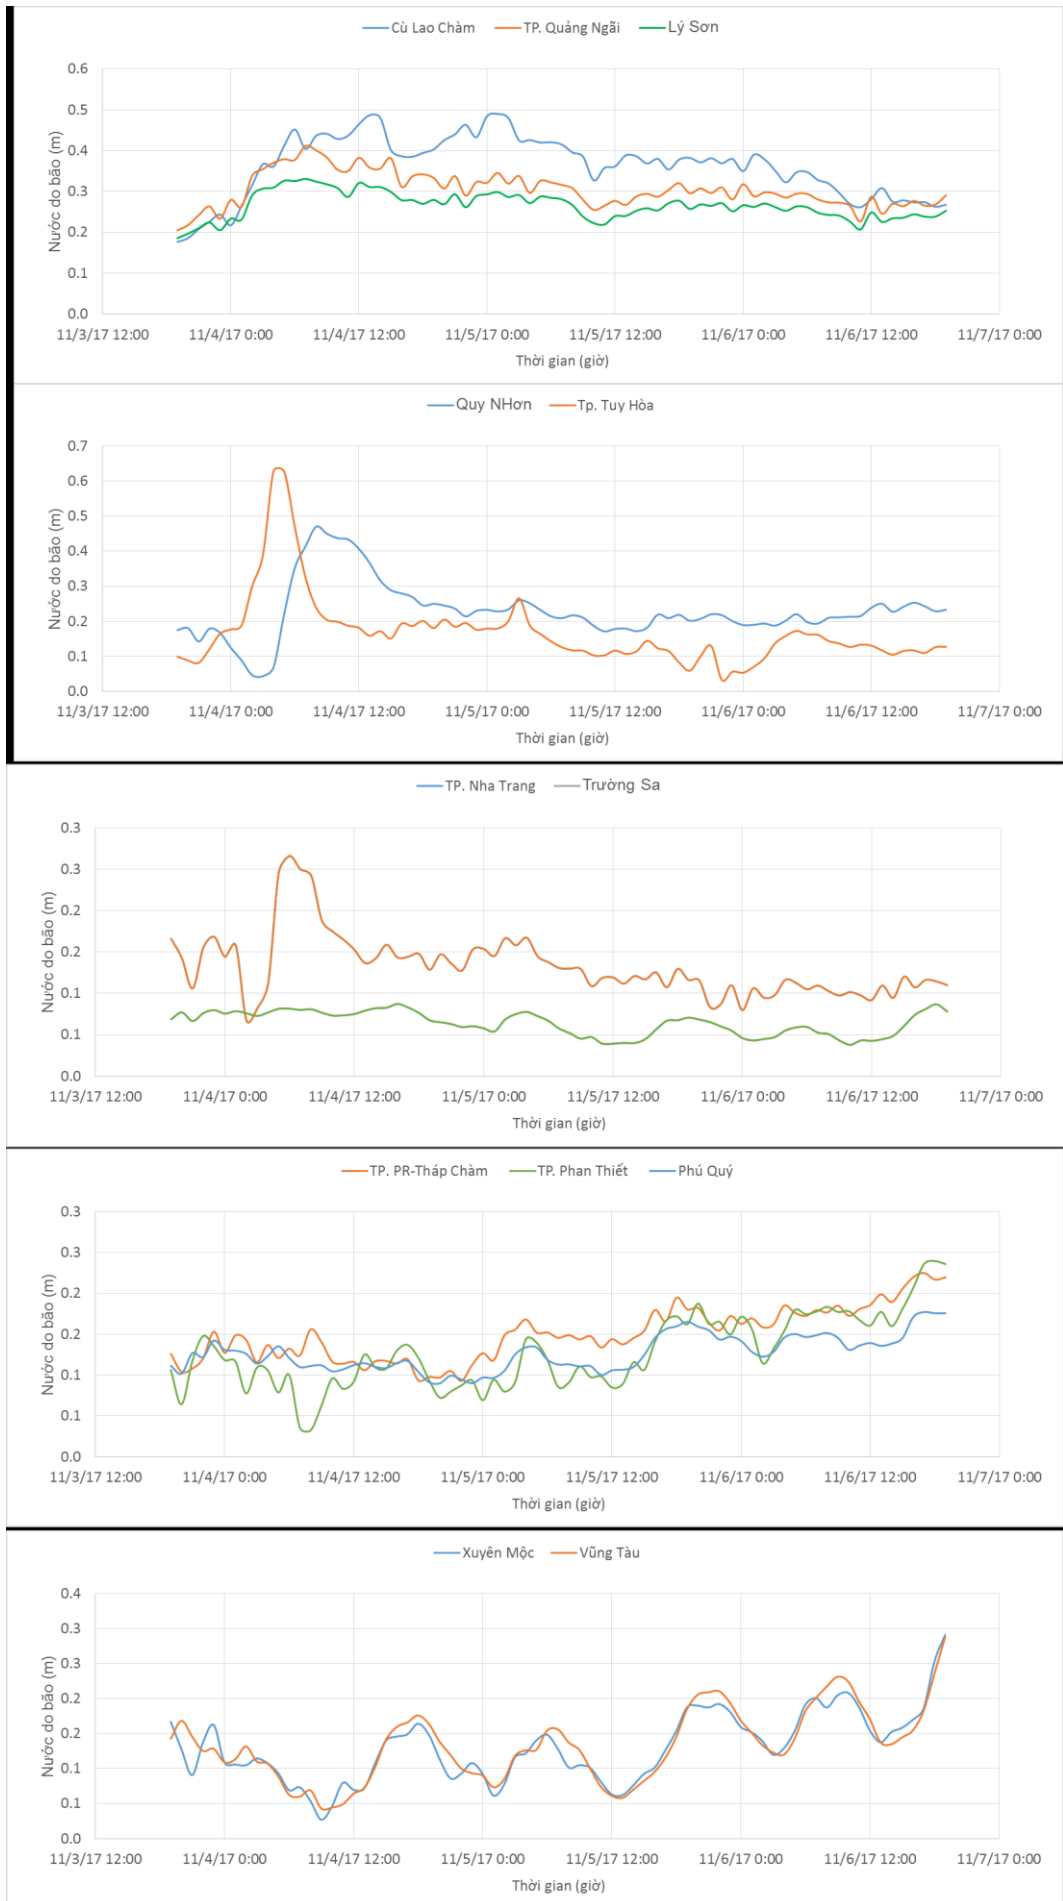 Cù Lao Chàm TP. Quảng Ngãi Lý Sơn
Nước do bão (m)
0.6
0.5
0.4
0.3
0.2
0.1
0.0
11/3/17 12:00 11/4/17 0:00 11/4/17 12:00 11/5/17 0:00 11/5/17 12:00 11/6/17 0:00 11/6/17 12:00 11/7/17 0:00
Thời gian (giờ)
Quy NHơn Tp. Tuy Hòa
Nước do bão (m)
0.7
0.6
0.5
0.4
0.3
0.2
0.1
0.0
11/3/17 12:00 11/4/17 0:00 11/4/17 12:00 11/5/17 0:00 11/5/17 12:00 11/6/17 0:00 11/6/17 12:00 11/7/17 0:00
Thời gian (giờ)
TP. Nha Trang Trường Sa
Nước do bão (m)
0.3
0.3
0.2
0.2
0.1
0.1
0.0
11/3/17 12:00 11/4/17 0:00 11/4/17 12:00 11/5/17 0:00 11/5/17 12:00 11/6/17 0:00 11/6/17 12:00 11/7/17 0:00
Thời gian (giờ)
TP. PR-Tháp Chàm TP. Phan Thiết Phú Quý
Nước do bão (m)
0.3
0.3
0.2
0.2
0.1
0.1
0.0
11/3/17 12:00 11/4/17 0:00 11/4/17 12:00 11/5/17 0:00 11/5/17 12:00 11/6/17 0:00 11/6/17 12:00 11/7/17 0:00
Thời gian (giờ)
Xuyên Mộc Vũng Tàu
Nước do bão (m)
0.4
0.3
0.3
0.2
0.2
0.1
0.1
0.0
11/3/17 12:00 11/4/17 0:00 11/4/17 12:00 11/5/17 0:00 11/5/17 12:00 11/6/17 0:00 11/6/17 12:00 11/7/17 0:00
Thời gian (giờ)